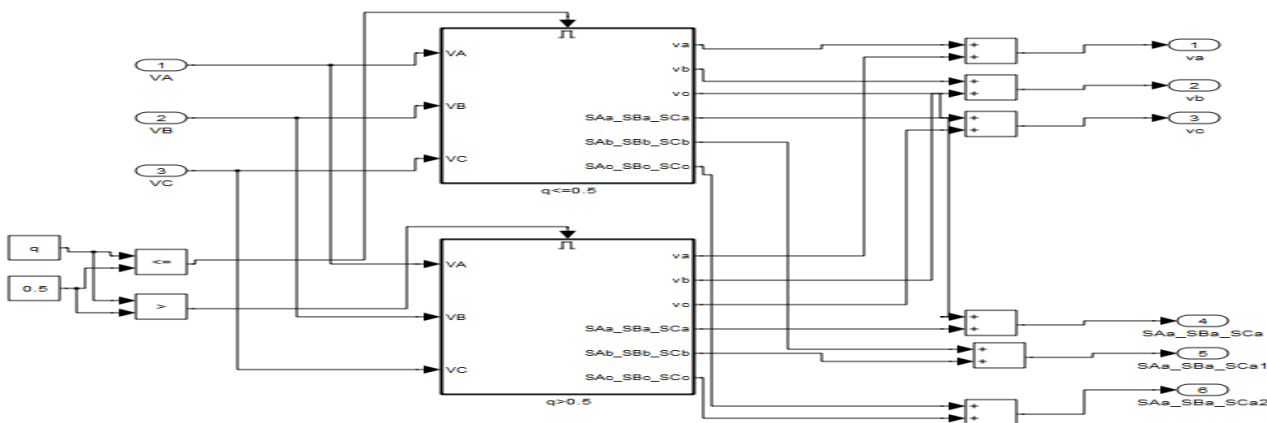 1
VA
2
VB
3
VC
q
0.5
<=
>
VA
VB
VC
va
vb
vc
SAa_SBa_SCa
SAb_SBb_SCb
SAc_SBc_SCc
q<=0.5
VA
VB
VC
va
vb
vc
SAa_SBa_SCa
SAb_SBb_SCb
SAc_SBc_SCc
q>0.5
+
+
+
+
+
+
+
+
+
+
+
+
1
va
2
vb
3
vc
4
SAa_SBa_SCa
5
SAa_SBa_SCa1
6
SAa_SBa_SCa2